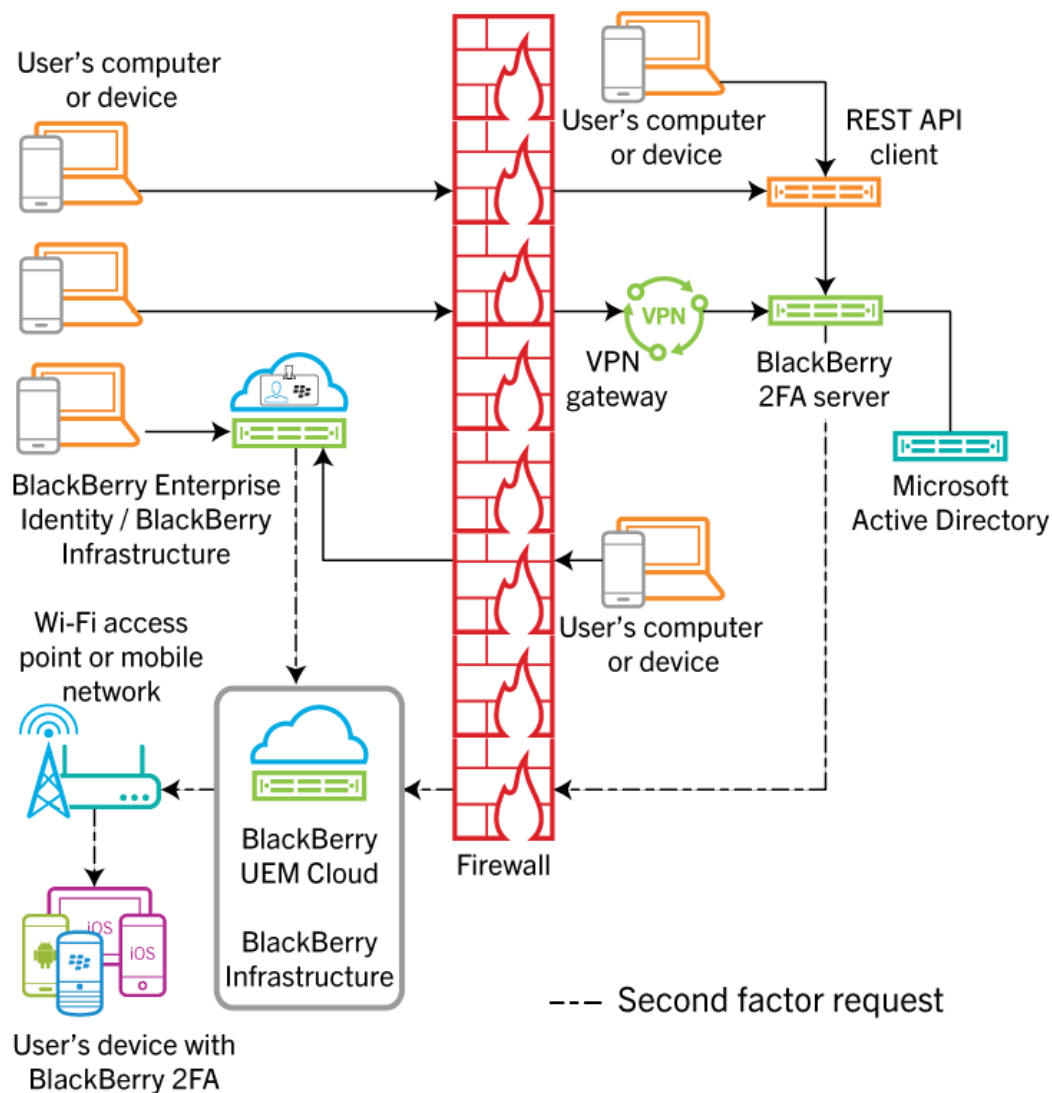 User's computer
or device
User's computer
or device
REST API
client
VPN
VPN
gateway
BlackBerry
2FA server
BlackBerry Enterprise
Identity / BlackBerry
Infrastructure
Microsoft
Active Directory
User's computer
or device
Wi-Fi access
point or mobile
network
BlackBerry
UEM Cloud
Firewall
BlackBerry
Infrastructure
iOS
iOS
Second factor request
User's device with
BlackBerry 2FA